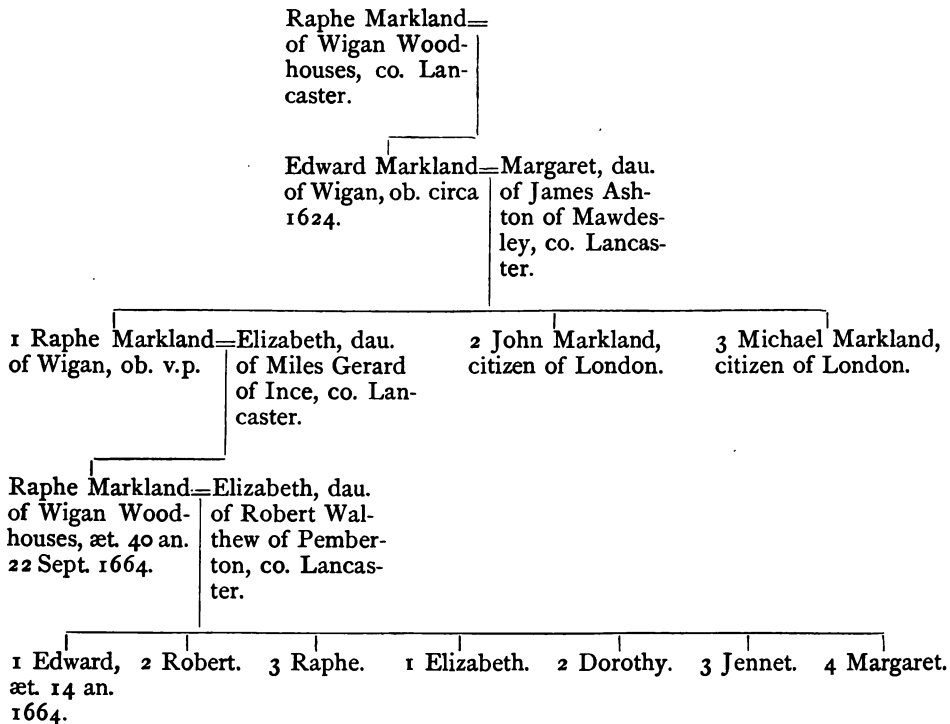 Raphe Markland=
of Wigan Wood-
houses, co. Lan-
caster.
Edward Markland=Margaret, dau.
of Wigan, ob. circa of James Ash-
1624. ton of Mawdes-
ley, co. Lancas-
ter.
1 Raphe Markland=Elizabeth, dau. 2 John Markland, 3 Michael Markland,
of Wigan, ob. v.p. of Miles Gerard citizen of London. citizen of London.
of Ince, co. Lan-
caster.
Raphe Markland=Elizabeth, dau.
of Wigan Wood- of Robert Wal-
houses, æt. 40 an. thew of Pember-
22 Sept. 1664. ton, co. Lancas-
ter.
1 Edward, 2 Robert. 3 Raphe. 1 Elizabeth. 2 Dorothy. 3 Jennet. 4 Margaret.
æt. 14 an.
1664.